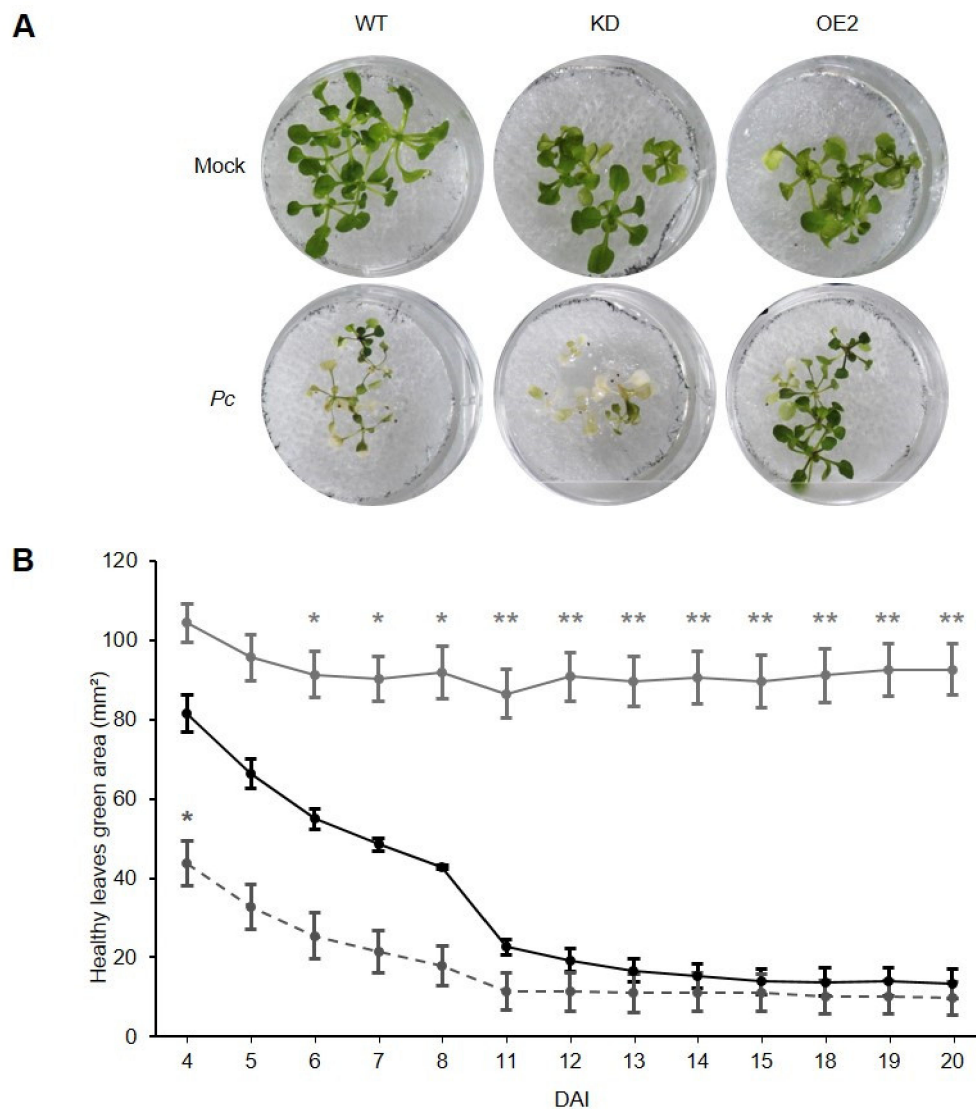 A
WT KD OE2
Mock
Pc
B
Healthy leaves green area (mm²)
120
100
80
60
40
20
0
* * * ** ** ** ** ** ** ** **
*
4 5 6 7 8 11 12 13 14 15 18 19 20
DAI